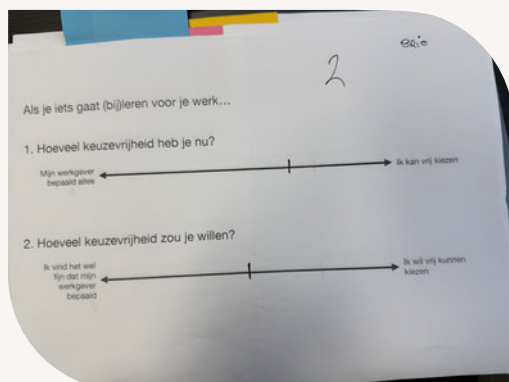 2
Als je iets gaat (bij)leren voor je werk...
1. Hoeveel keuzevrijheid heb je nu?
Mijn werkgever
bepaald alles
Ik kan vrij kiezen
2. Hoeveel keuzevrijheid zou je willen?
Ik vind het wel
fijn dat mijn
werkgever
bepaald
Ik wil vrij kunnen
kiezen